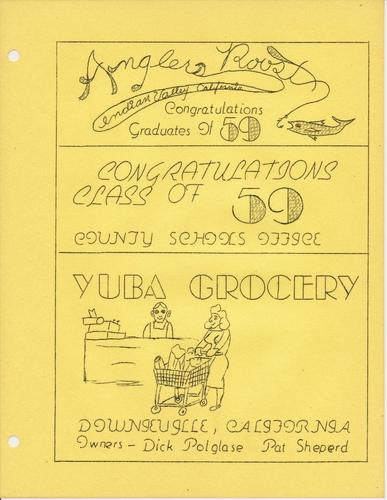 Anglers Roost
Indian Valley California
Congratulations
Graduates Of 59
CONGRATULATIONS
CLASS OF 59
COUNTY SCHOOLS OFFICE
YUBA GROCERY
DOWNIEVILLE, CALIFORNIA
Owners - Dick Polglase Pat Sheperd